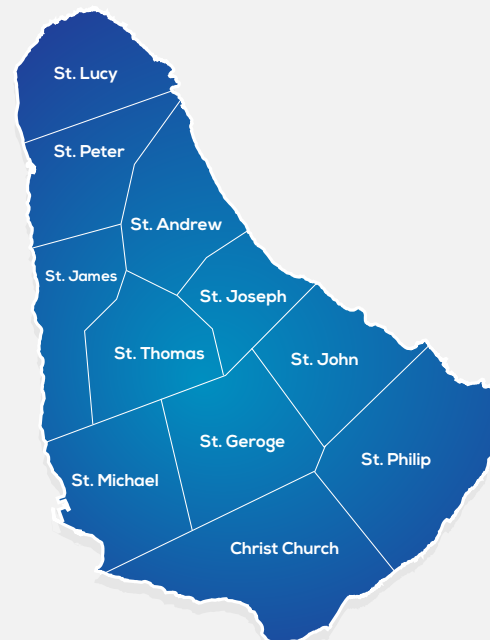 St. Lucy
St. Peter
St. Andrew
St. James
St. Joseph
St. Thomas
St. John
St. Geroge
St. Philip
St. Michael
Christ Church